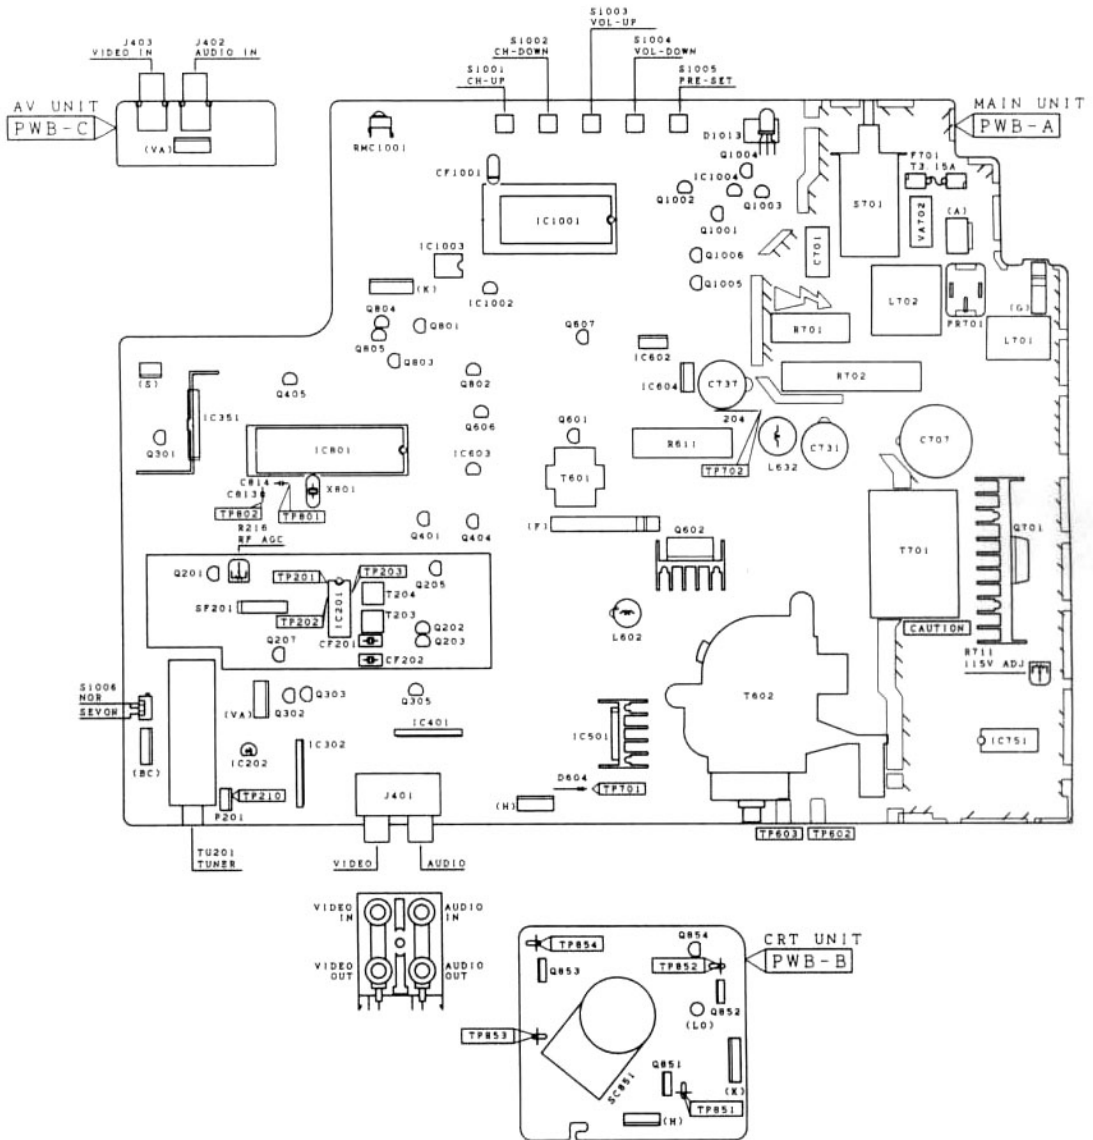 J403
VIDEO IN
J402
AUDIO IN
AV UNIT
PWB-C
(VA)
S1003
VOL-UP
S1002
CH-DOWN
S1004
VOL-DOWN
S1001
CH-UP
S1005
PRE-SET
MAIN UNIT
PWB-A
RMC1001
CF1001
D1013
Q1004
IC1004
Q1002
Q1003
Q1001
F701
T3.15A
S701
VA702
(A)
IC1001
IC1003
(K)
IC1002
Q1006
Q1005
C701
L702
PR701
(G)
L701
Q804
Q805
Q801
Q803
Q807
IC602
R701
R702
(S)
Q405
Q802
IC604
C737
IC351
Q301
Q606
Q601
204
IC801
IC603
R611
TP702
L632
C731
C707
C814
C813
X801
T601
TP802
TP801
R216
RF AGC
Q401
Q404
(F)
Q602
T701
Q701
Q201
TP201
TP203
Q205
SF201
T204
TP202
IC201
T203
Q202
Q203
CF201
Q207
CF202
L602
CAUTION
R711
115V ADJ
S1006
NOR
SEVOR
(VA)
Q302
Q303
Q305
T602
IC401
IC501
IC751
(BC)
IC202
IC302
D604
TP701
J401
(H)
TP210
P201
TP603
TP602
TU201
TUNER
VIDEO
AUDIO
VIDEO
IN
AUDIO
IN
VIDEO
OUT
AUDIO
OUT
CRT UNIT
PWB-B
TP854
Q854
TP852
Q853
Q852
(LO)
TP853
Q851
SC851
(K)
TP851
(H)